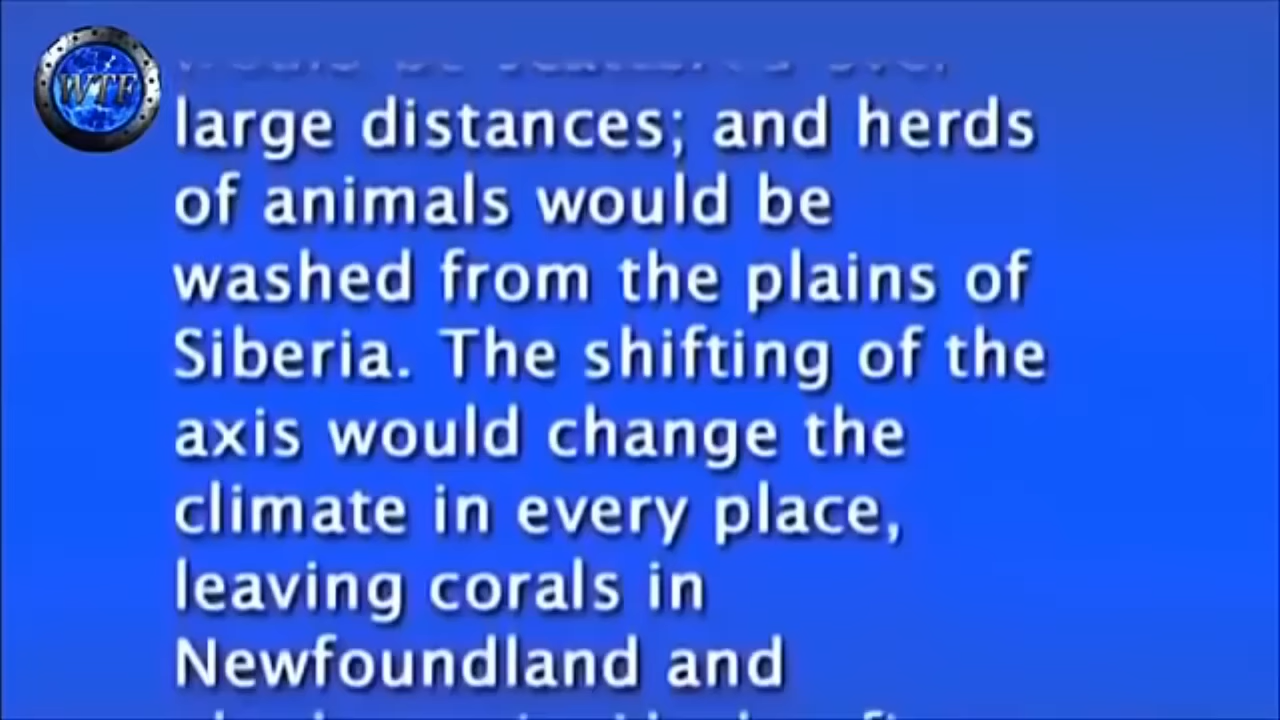 WTF
large distances; and herds
of animals would be
washed from the plains of
Siberia. The shifting of the
axis would change the
climate in every place,
leaving corals in
Newfoundland and